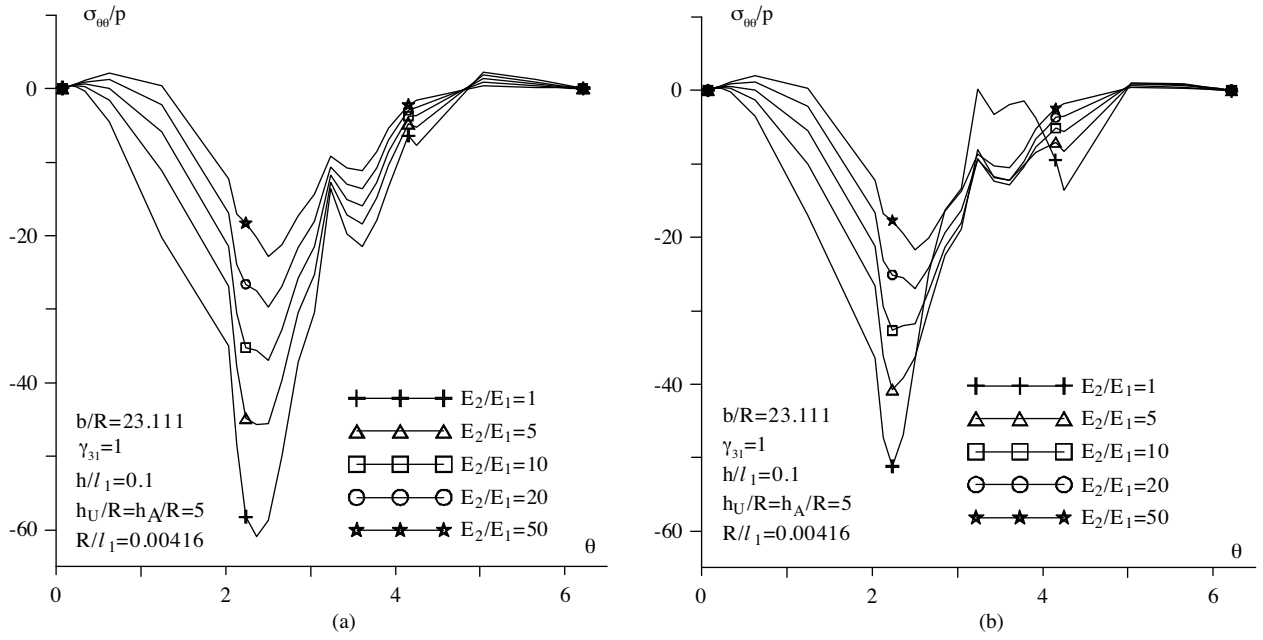 σθθ/p
0
-20
-40
-60
b/R=23.111
γ31=1
h/l1=0.1
hU/R=hA/R=5
R/l1=0.00416
E2/E1=1
E2/E1=5
E2/E1=10
E2/E1=20
E2/E1=50
θ
0
2
4
6
(a)
σθθ/p
0
-20
-40
-60
b/R=23.111
γ31=1
h/l1=0.1
hU/R=hA/R=5
R/l1=0.00416
E2/E1=1
E2/E1=5
E2/E1=10
E2/E1=20
E2/E1=50
θ
0
2
4
6
(b)